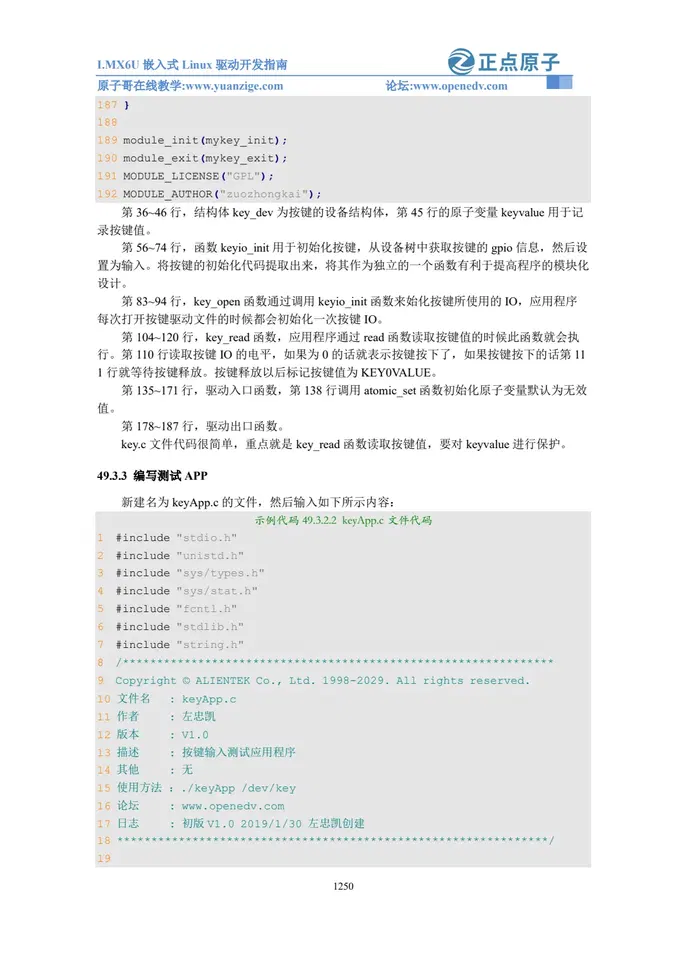 I.MX6U 嵌入式 Linux 驱动开发指南
正点原子
原子哥在线教学:www.yuanzige.com 论坛:www.openedv.com
187 }
188
189 module_init(mykey_init);
190 module_exit(mykey_exit);
191 MODULE_LICENSE("GPL");
192 MODULE_AUTHOR("zuozhongkai");
第 36~46 行，结构体 key_dev 为按键的设备结构体，第 45 行的原子变量 keyvalue 用于记
录按键值。
第 56~74 行，函数 keyio_init 用于初始化按键，从设备树中获取按键的 gpio 信息，然后设
置为输入。将按键的初始化代码提取出来，将其作为独立的一个函数有利于提高程序的模块化
设计。
第 83~94 行，key_open 函数通过调用 keyio_init 函数来始化按键所使用的 IO，应用程序
每次打开按键驱动文件的时候都会初始化一次按键 IO。
第 104~120 行，key_read 函数，应用程序通过 read 函数读取按键值的时候此函数就会执
行。第 110 行读取按键 IO 的电平，如果为 0 的话就表示按键按下了，如果按键按下的话第 11
1 行就等待按键释放。按键释放以后标记按键值为 KEY0VALUE。
第 135~171 行，驱动入口函数，第 138 行调用 atomic_set 函数初始化原子变量默认为无效
值。
第 178~187 行，驱动出口函数。
key.c 文件代码很简单，重点就是 key_read 函数读取按键值，要对 keyvalue 进行保护。
49.3.3 编写测试 APP
新建名为 keyApp.c 的文件，然后输入如下所示内容：
示例代码 49.3.2.2 keyApp.c 文件代码
1 #include "stdio.h"
2 #include "unistd.h"
3 #include "sys/types.h"
4 #include "sys/stat.h"
5 #include "fcntl.h"
6 #include "stdlib.h"
7 #include "string.h"
8 /***************************************************************
9 Copyright © ALIENTEK Co., Ltd. 1998-2029. All rights reserved.
10 文件名 : keyApp.c
11 作者 : 左忠凯
12 版本 : V1.0
13 描述 : 按键输入测试应用程序
14 其他 : 无
15 使用方法 : ./keyApp /dev/key
16 论坛 : www.openedv.com
17 日志 : 初版 V1.0 2019/1/30 左忠凯创建
18 ***************************************************************/
19
1250